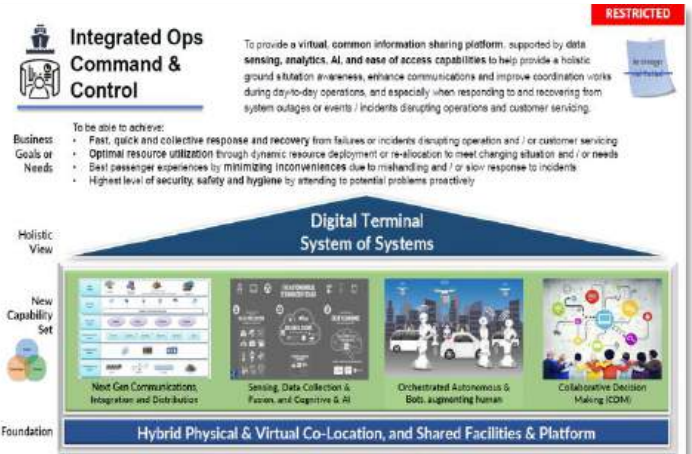 RESTRICTED
Integrated Ops
Command &
Control
To provide a virtual, common information sharing platform, supported by data
sensing, analytics, AI, and ease of access capabilities to help provide a holistic
ground situtation awareness, enhance communications and improve coordination works
during day-to-day operations, and especially when responding to and recovering from
system outages or events / incidents disrupting operations and customer servicing.
Business
Goals or
Needs
To be able to achieve:
• Fast, quick and collective response and recovery from failures or incidents disrupting operation and / or customer servicing
• Optimal resource utilization through dynamic resource deployment or re-allocation to meet changing situation and / or needs
• Best passenger experiences by minimizing inconveniences due to mishandling and / or slow response to incidents
• Highest level of security, safety and hygiene by attending to potential problems proactively
Holistic
View
Digital Terminal
System of Systems
New
Capability
Set
Next Gen Communications,
Integration and Distribution
Sensing, Data Collection &
Fusion, and Cognitive & AI
Orchestrated Autonomous &
Bots, augmenting human
Collaborative Decision
Making (CDM)
Foundation
Hybrid Physical & Virtual Co-Location, and Shared Facilities & Platform